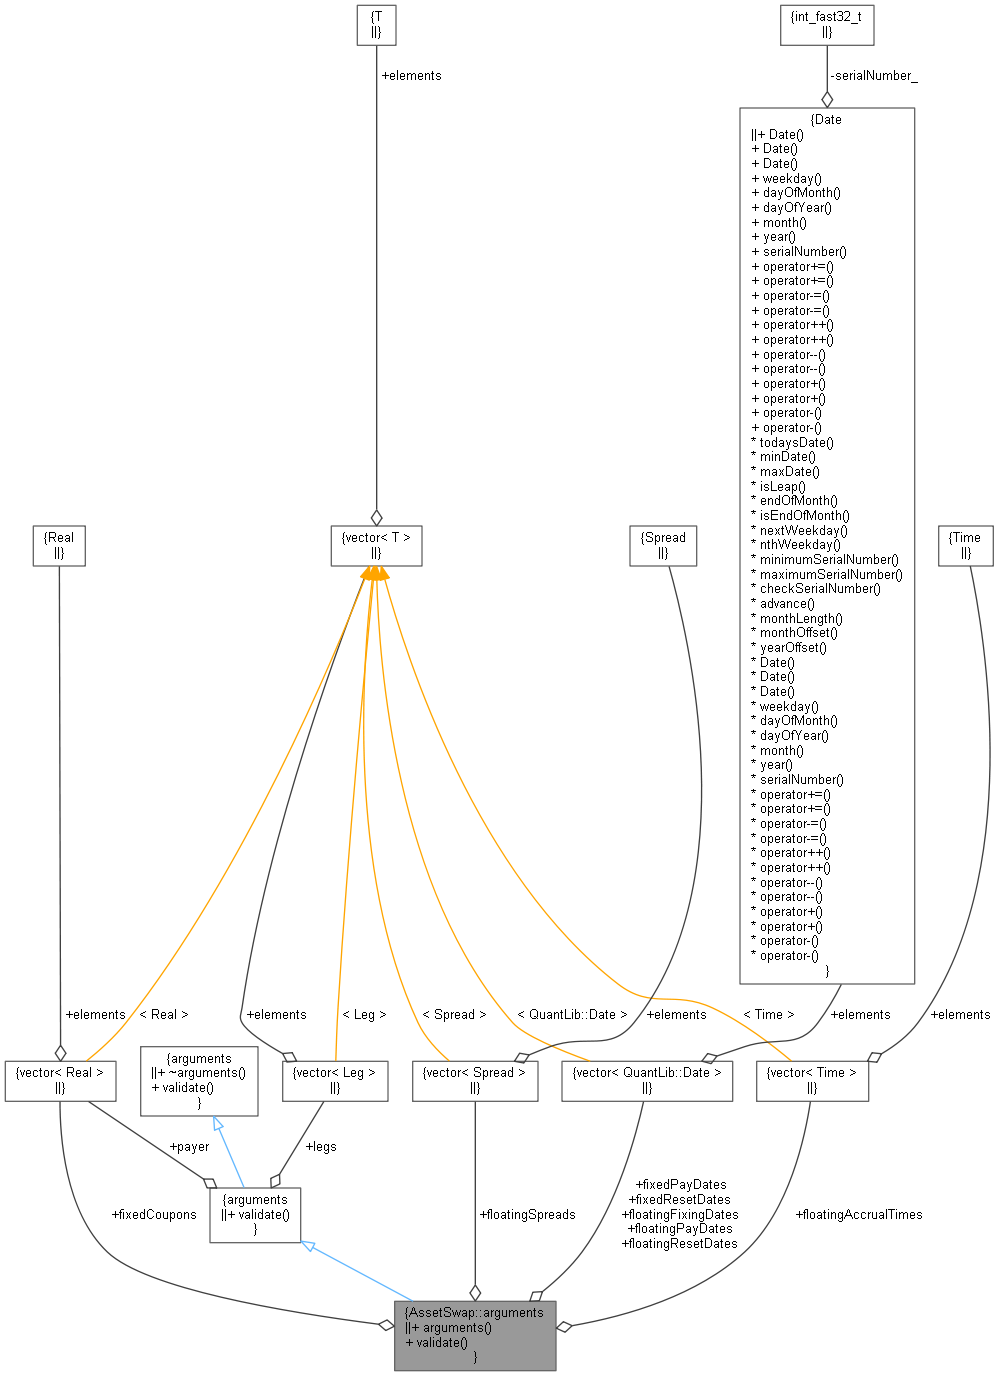 {T
||}
{int_fast32_t
||}
+elements
-serialNumber_
{Date
||+ Date()
+ Date()
+ Date()
+ weekday()
+ dayOfMonth()
+ dayOfYear()
+ month()
+ year()
+ serialNumber()
+ operator+=()
+ operator+=()
+ operator-=()
+ operator-=()
+ operator++()
+ operator++()
+ operator--()
+ operator--()
+ operator+()
+ operator+()
+ operator-()
+ operator-()
* todaysDate()
* minDate()
* maxDate()
* isLeap()
* endOfMonth()
* isEndOfMonth()
* nextWeekday()
* nthWeekday()
* minimumSerialNumber()
* maximumSerialNumber()
* checkSerialNumber()
* advance()
* monthLength()
* monthOffset()
* yearOffset()
* Date()
* Date()
* Date()
* weekday()
* dayOfMonth()
* dayOfYear()
* month()
* year()
* serialNumber()
* operator+=()
* operator+=()
* operator-=()
* operator-=()
* operator++()
* operator++()
* operator--()
* operator--()
* operator+()
* operator+()
* operator-()
* operator-()
}
{Real
||}
{vector< T >
||}
{Spread
||}
{Time
||}
+elements
< Real >
+elements
< Leg >
< Spread >
< QuantLib::Date >
+elements
+elements
< Time >
+elements
{vector< Real >
||}
{arguments
||+ ~arguments()
+ validate()
}
{vector< Leg >
||}
{vector< Spread >
||}
{vector< QuantLib::Date >
||}
{vector< Time >
||}
+payer
+legs
{arguments
||+ validate()
}
+fixedCoupons
+floatingSpreads
+fixedPayDates
+fixedResetDates
+floatingFixingDates
+floatingPayDates
+floatingResetDates
+floatingAccrualTimes
{AssetSwap::arguments
||+ arguments()
+ validate()
}